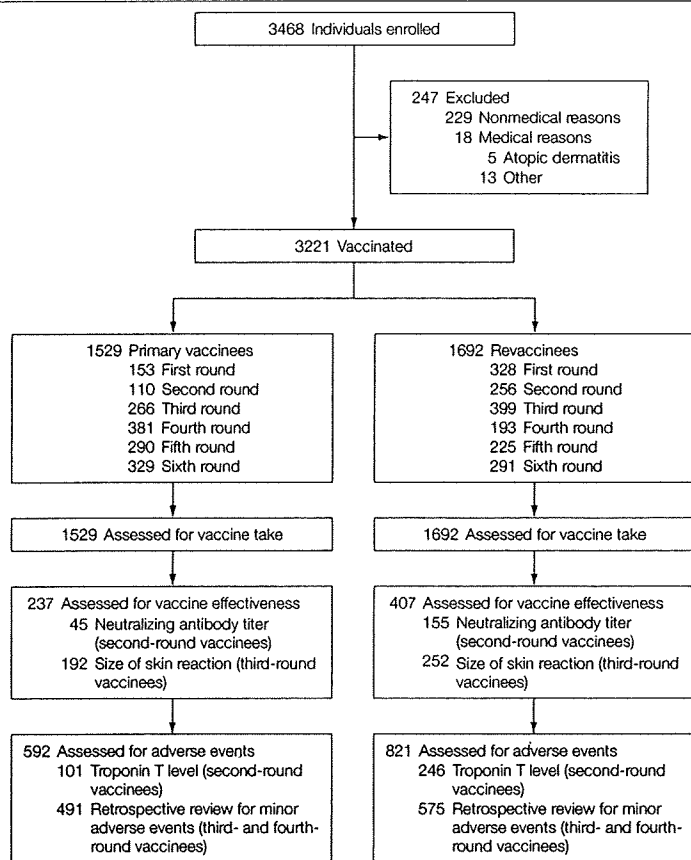 3468 Individuals enrolled
247 Excluded
229 Nonmedical reasons
18 Medical reasons
5 Atopic dermatitis
13 Other
3221 Vaccinated
1529 Primary vaccinees
153 First round
110 Second round
266 Third round
381 Fourth round
290 Fifth round
329 Sixth round
1692 Revaccinees
328 First round
256 Second round
399 Third round
193 Fourth round
225 Fifth round
291 Sixth round
1529 Assessed for vaccine take
1692 Assessed for vaccine take
237 Assessed for vaccine effectiveness
45 Neutralizing antibody titer
(second-round vaccinees)
192 Size of skin reaction (third-round
vaccinees)
407 Assessed for vaccine effectiveness
155 Neutralizing antibody titer
(second-round vaccinees)
252 Size of skin reaction (third-round
vaccinees)
592 Assessed for adverse events
101 Troponin T level (second-round
vaccinees)
491 Retrospective review for minor
adverse events (third- and fourth-
round vaccinees)
821 Assessed for adverse events
246 Troponin T level (second-round
vaccinees)
575 Retrospective review for minor
adverse events (third- and fourth-
round vaccinees)